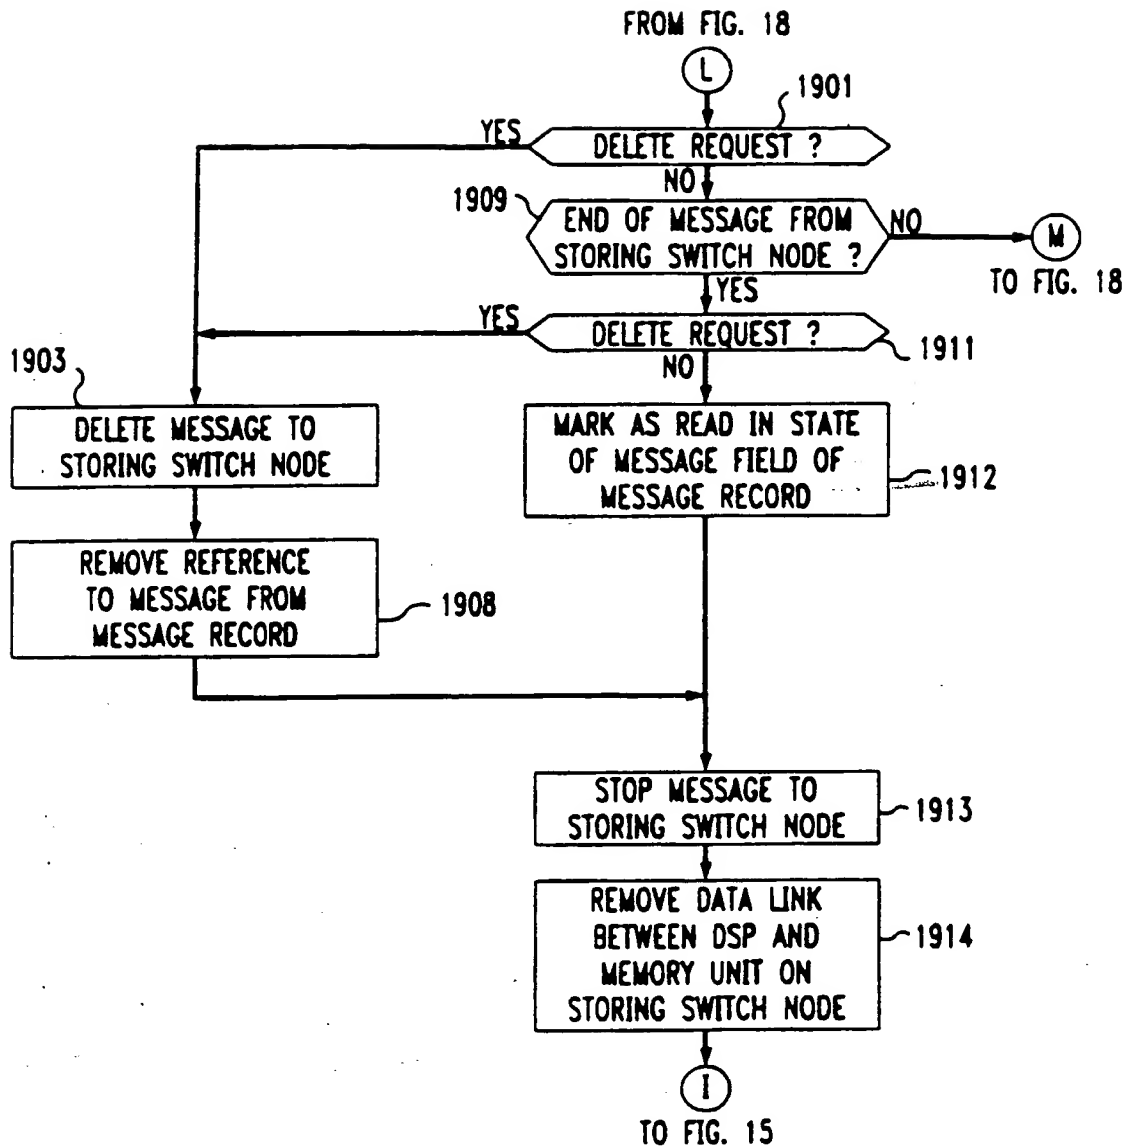 FROM FIG. 18
L
1901
YES
DELETE REQUEST ?
NO
1909
END OF MESSAGE FROM
STORING SWITCH NODE ?
NO
M
TO FIG. 18
YES
YES
DELETE REQUEST ?
1911
NO
1903
DELETE MESSAGE TO
STORING SWITCH NODE
MARK AS READ IN STATE
OF MESSAGE FIELD OF
MESSAGE RECORD
1912
REMOVE REFERENCE
TO MESSAGE FROM
MESSAGE RECORD
1908
STOP MESSAGE TO
STORING SWITCH NODE
1913
REMOVE DATA LINK
BETWEEN DSP AND
MEMORY UNIT ON
STORING SWITCH NODE
1914
I
TO FIG. 15